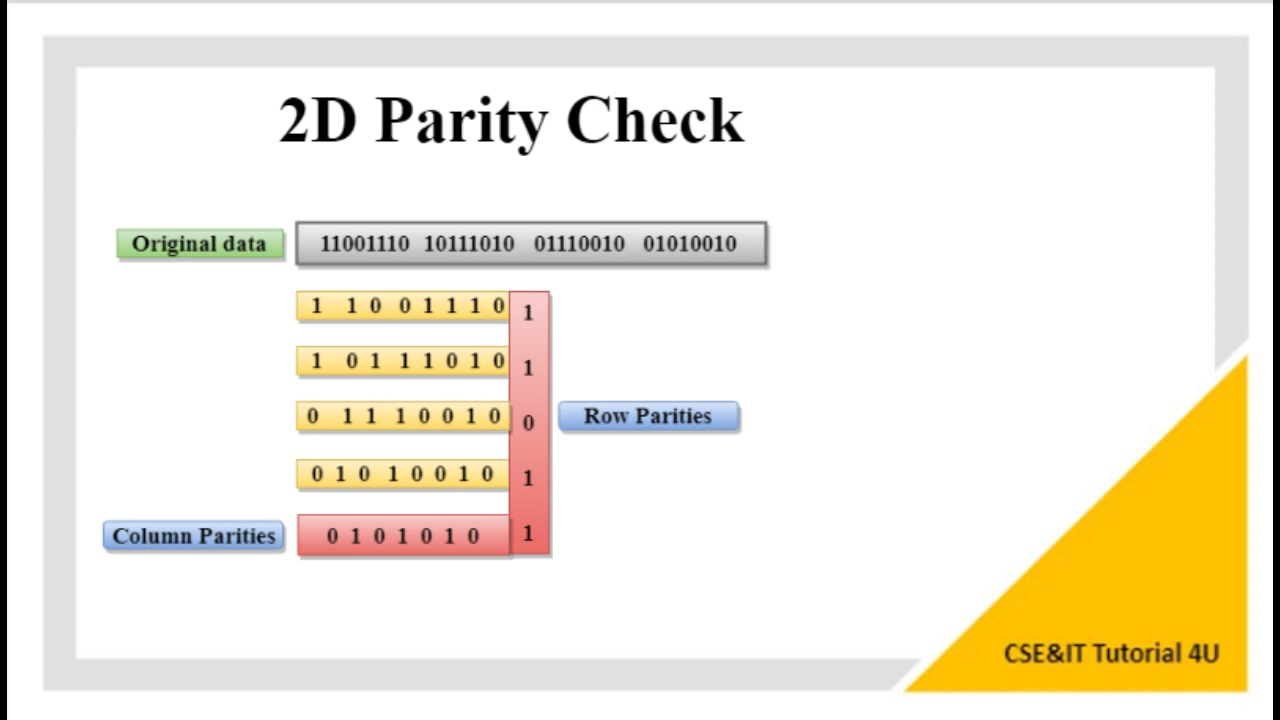 2D Parity Check
Original data 11001110 10111010 01110010 01010010
1 1 0 0 1 1 1 0 1
1 0 1 1 1 0 1 0 1
0 1 1 1 0 0 1 0 0 Row Parities
0 1 0 1 0 0 1 0 1
Column Parities 0 1 0 1 0 1 0 1
CSE&IT Tutorial 4U